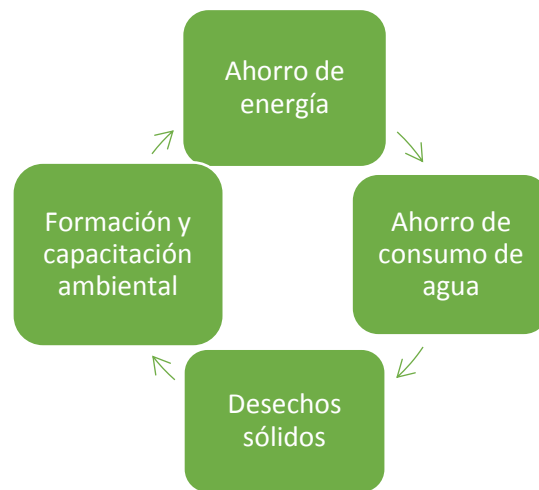 Ahorro de
energía
Ahorro de
consumo de
agua
Desechos
sólidos
Formación y
capacitación
ambiental